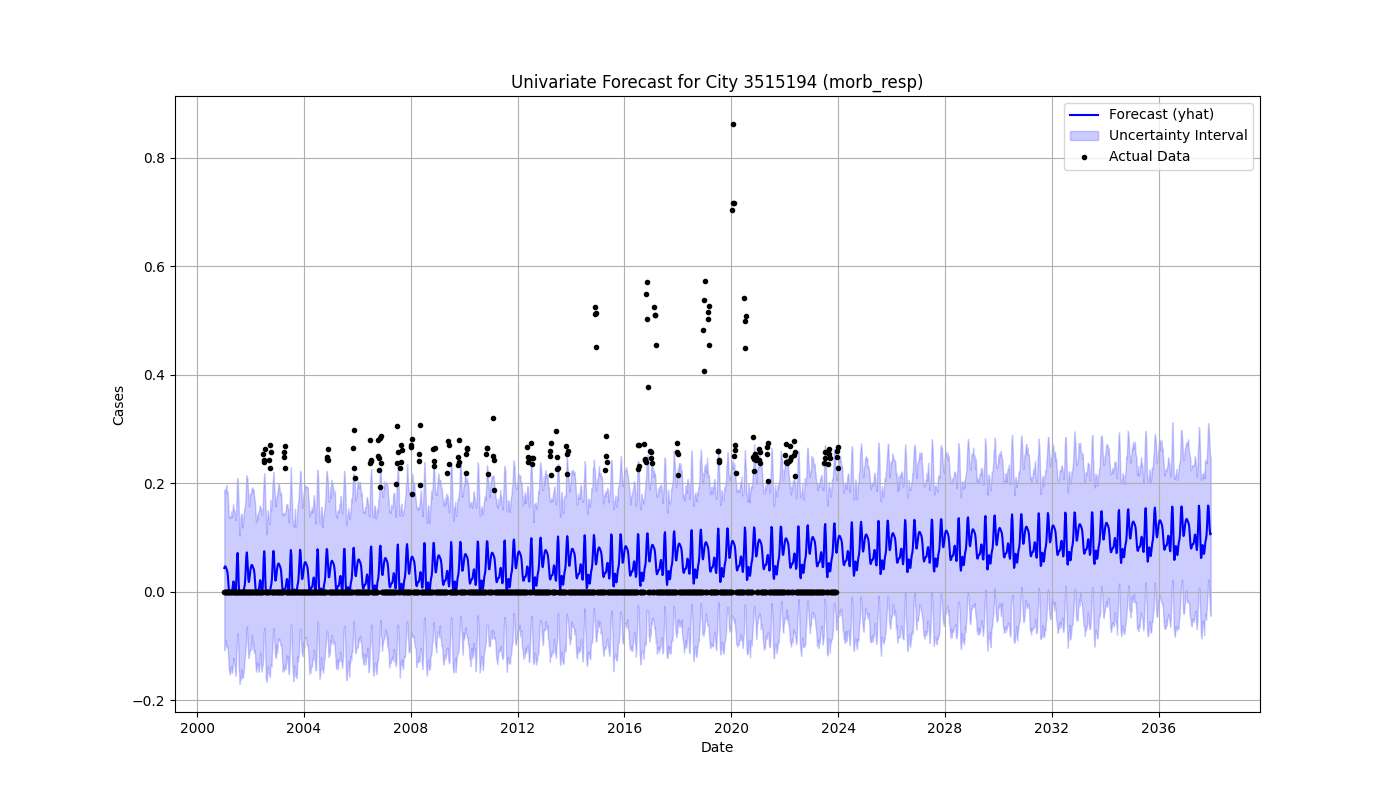 Univariate Forecast for City 3515194 (morb_resp)
Forecast (yhat)
Uncertainty Interval
Actual Data
Cases
0.8
0.6
0.4
0.2
0.0
−0.2
2000 2004 2008 2012 2016 2020 2024 2028 2032 2036
Date